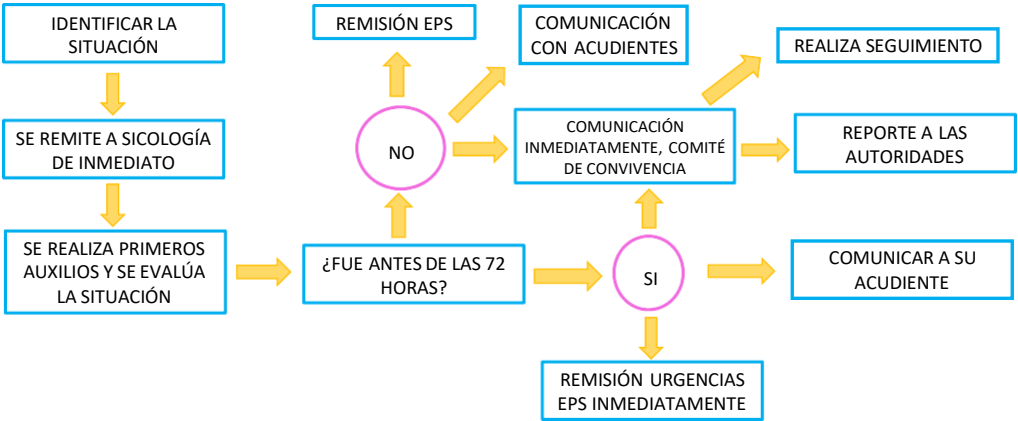 IDENTIFICAR LA
SITUACIÓN
SE REMITE A SICOLOGÍA
DE INMEDIATO
SE REALIZA PRIMEROS
AUXILIOS Y SE EVALÚA
LA SITUACIÓN
¿FUE ANTES DE LAS 72
HORAS?
NO
REMISIÓN EPS
COMUNICACIÓN
CON ACUDIENTES
COMUNICACIÓN
INMEDIATAMENTE, COMITÉ
DE CONVIVENCIA
REALIZA SEGUIMIENTO
REPORTE A LAS
AUTORIDADES
SI
COMUNICAR A SU
ACUDIENTE
REMISIÓN URGENCIAS
EPS INMEDIATAMENTE